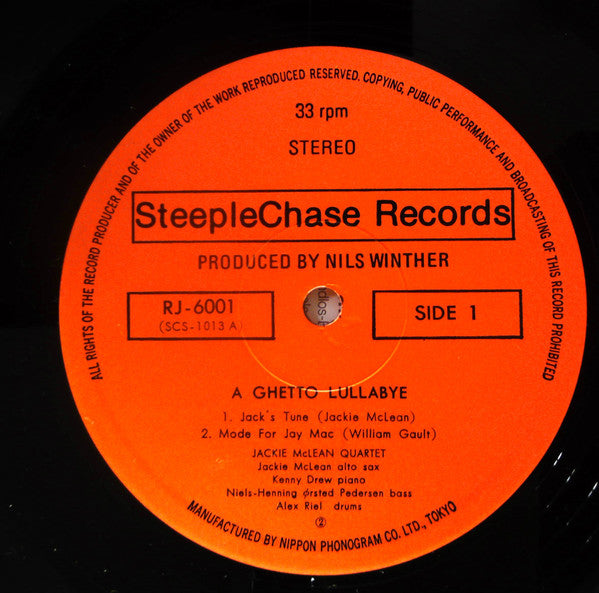 ALL RIGHTS OF THE RECORD PRODUCER AND OF THE OWNER OF THE WORK REPRODUCED RESERVED. COPYING, PUBLIC PERFORMANCE AND BROADCASTING OF THIS RECORD PROHIBITED
33 rpm
STEREO
SteepleChase Records
PRODUCED BY NILS WINTHER
RJ-6001
(SCS-1013 A)
SIDE 1
A GHETTO LULLABYE
1. Jack's Tune (Jackie McLean)
2. Mode For Jay Mac (William Gault)
JACKIE McLEAN QUARTET
Jackie McLean alto sax
Kenny Drew piano
Niels-Henning Ørsted Pedersen bass
Alex Riel drums
②
MANUFACTURED BY NIPPON PHONOGRAM CO. LTD., TOKYO